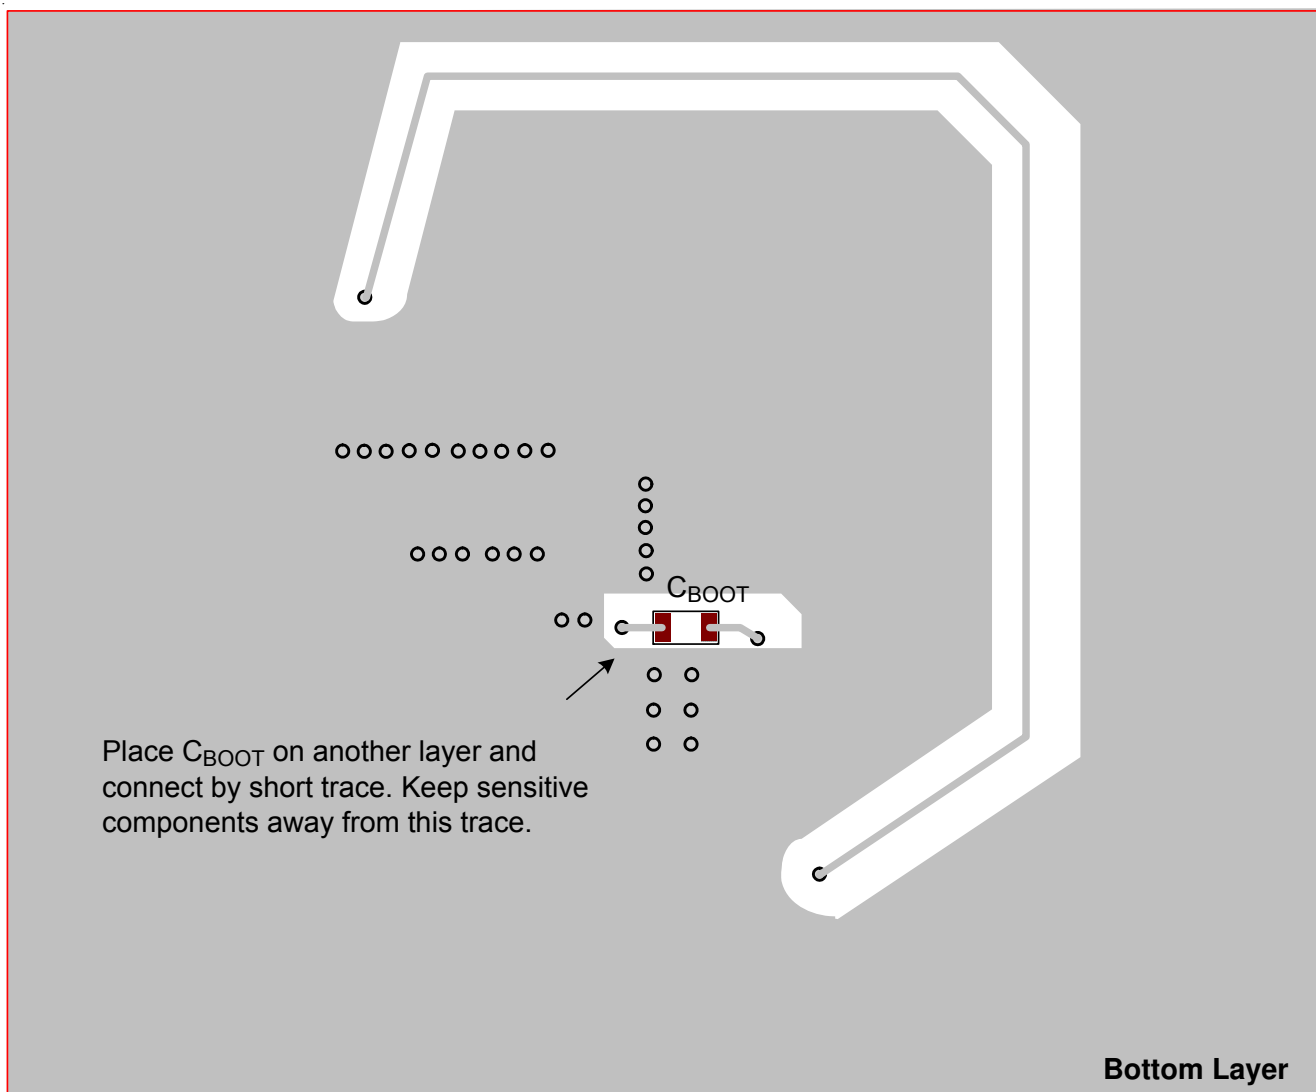 CBOOT
Place CBOOT on another layer and
connect by short trace. Keep sensitive
components away from this trace.
Bottom Layer